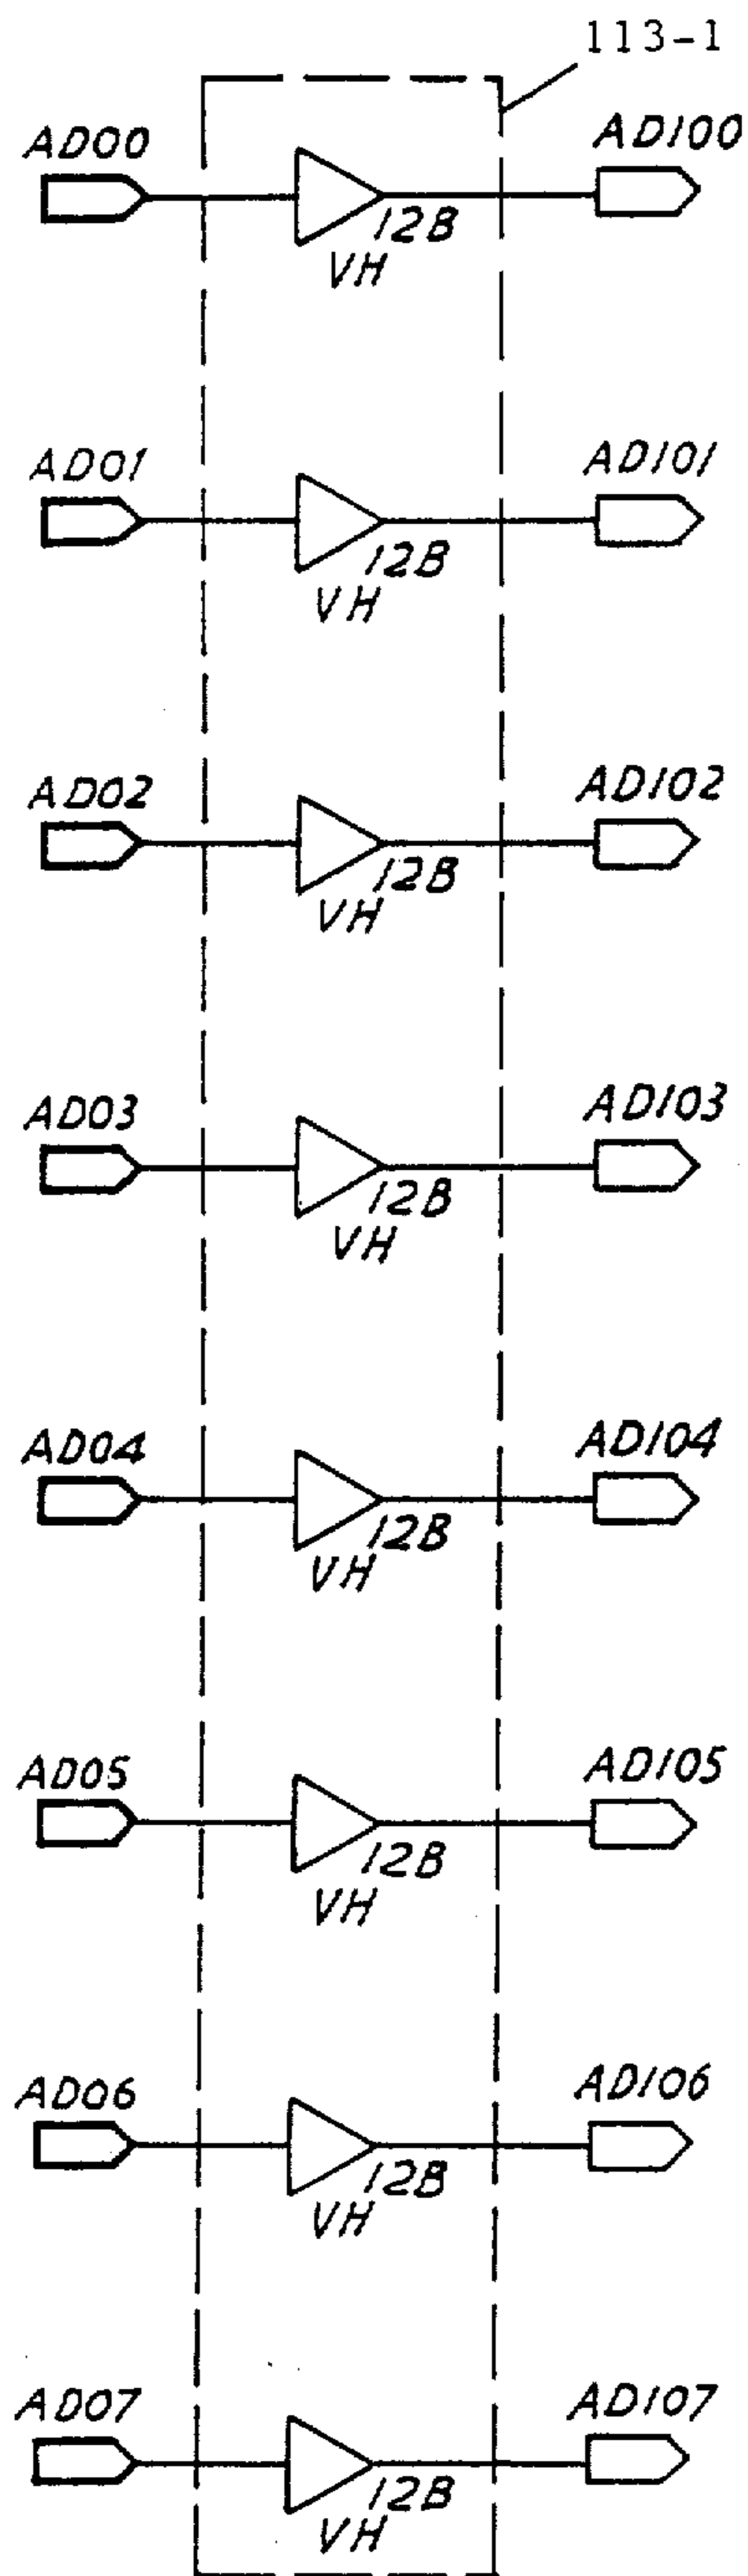 113-1
AD00 AD100
12B
VH
AD01 AD101
12B
VH
AD02 AD102
12B
VH
AD03 AD103
12B
VH
AD04 AD104
12B
VH
AD05 AD105
12B
VH
AD06 AD106
12B
VH
AD07 AD107
12B
VH